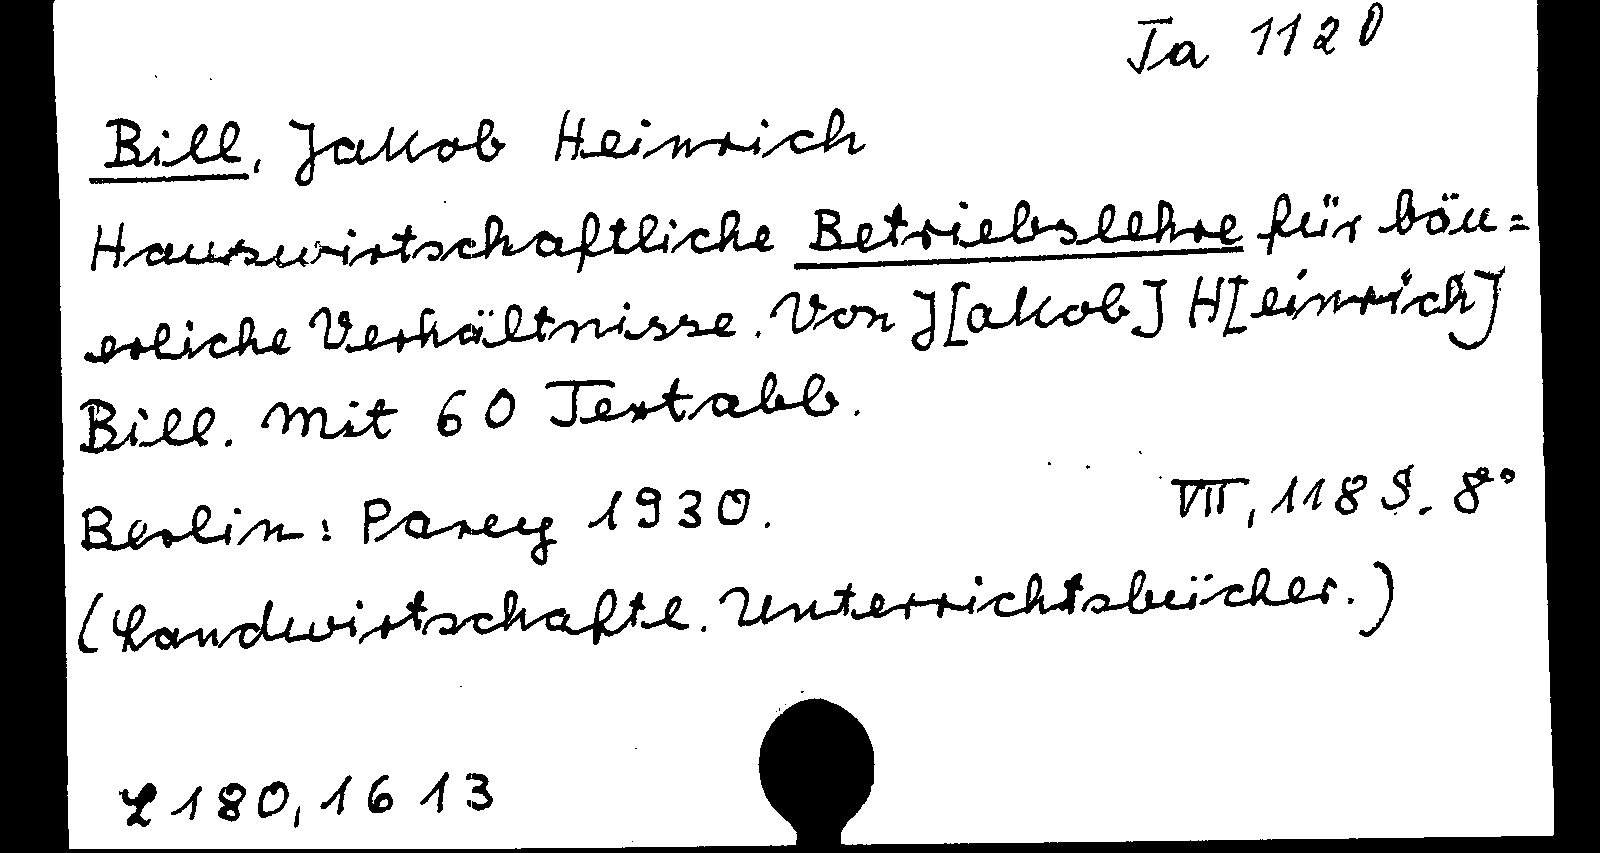 Ta 1120
Bill, Jakob Heinrich
Hauswirtschaftliche Betriebslehre für bäu=
erliche Verhältnisse. Von J[akob] H[einrich]
Bill. Mit 60 Textabb.
Berlin: Parey 1930. VII, 118 S. 8°
(Landwirtschaftl. Unterrichtsbücher.)
L 180, 1613